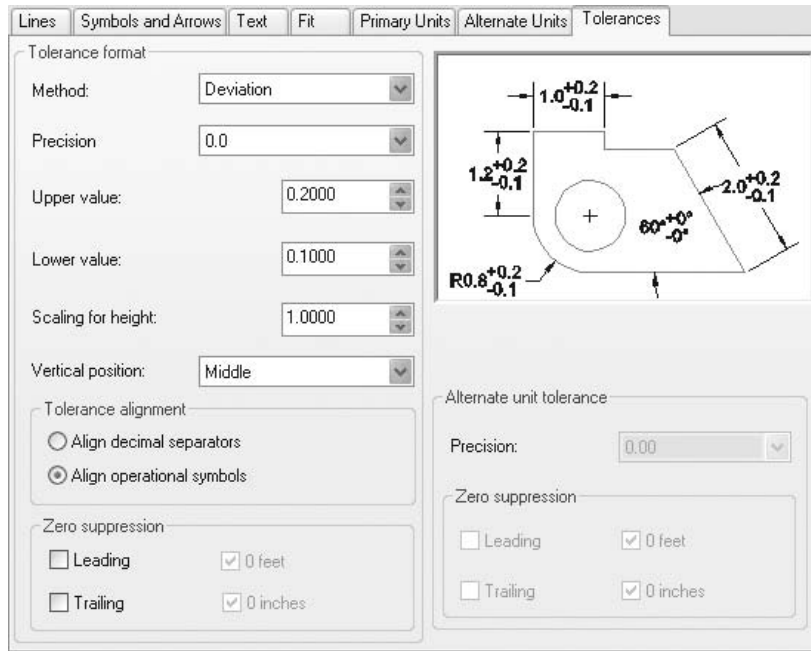 Lines Symbols and Arrows Text Fit Primary Units Alternate Units Tolerances
Tolerance format
Method: Deviation
Precision 0.0
Upper value: 0.2000
Lower value: 0.1000
Scaling for height: 1.0000
Vertical position: Middle
Tolerance alignment
Align decimal separators
Align operational symbols
Zero suppression
Leading 0 feet
Trailing 0 inches
1.0+0.2
-0.1
1.2+0.2
-0.1
2.0+0.2
-0.1
60°+0°
-0°
R0.8+0.2
-0.1
Alternate unit tolerance
Precision: 0.00
Zero suppression
Leading 0 feet
Trailing 0 inches